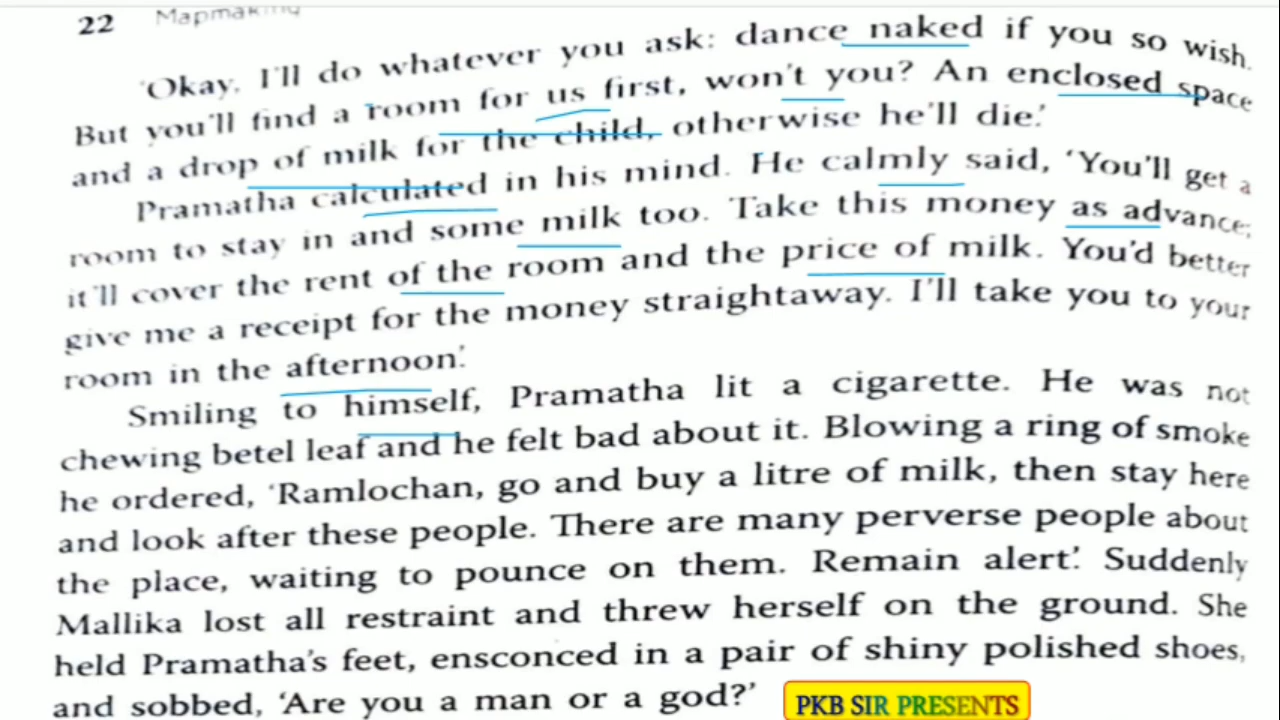 22 Mapmaking
'Okay. I'll do whatever you ask: dance naked if you so wish.
But you'll find a room for us first, won't you? An enclosed space
and a drop of milk for the child, otherwise he'll die.'
Pramatha calculated in his mind. He calmly said, 'You'll get a
room to stay in and some milk too. Take this money as advance;
it'll cover the rent of the room and the price of milk. You'd better
give me a receipt for the money straightaway. I'll take you to your
room in the afternoon.'
Smiling to himself, Pramatha lit a cigarette. He was not
chewing betel leaf and he felt bad about it. Blowing a ring of smoke
he ordered, 'Ramlochan, go and buy a litre of milk, then stay here
and look after these people. There are many perverse people about
the place, waiting to pounce on them. Remain alert.' Suddenly
Mallika lost all restraint and threw herself on the ground. She
held Pramatha's feet, ensconced in a pair of shiny polished shoes,
and sobbed, 'Are you a man or a god?'
PKB SIR PRESENTS